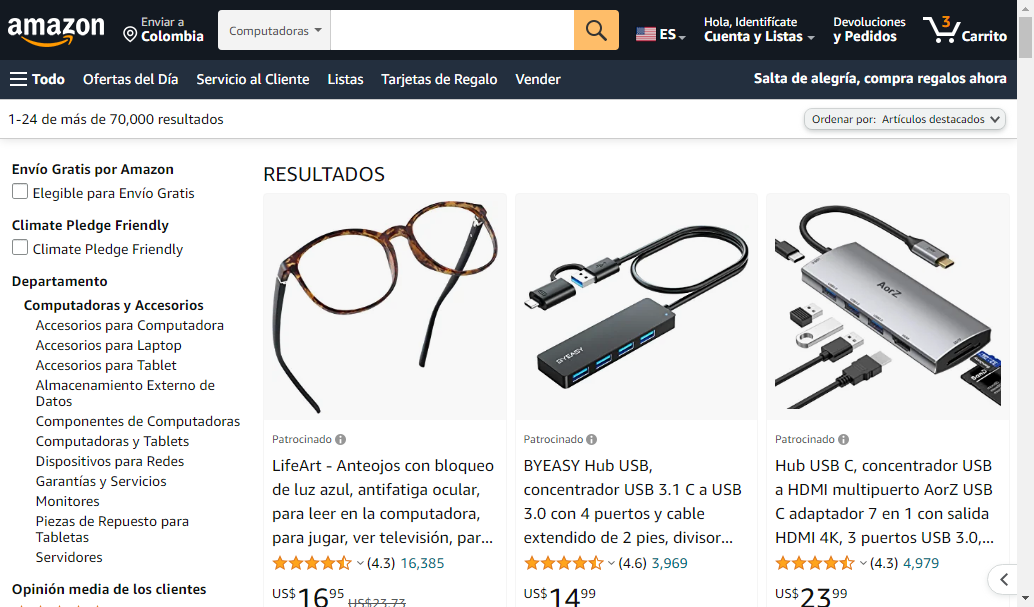 amazon
Enviar a
Colombia
Computadoras
ES
Hola, Identifícate
Cuenta y Listas
Devoluciones
y Pedidos
3
Carrito
Todo
Ofertas del Día
Servicio al Cliente
Listas
Tarjetas de Regalo
Vender
Salta de alegría, compra regalos ahora
1-24 de más de 70,000 resultados
Ordenar por: Artículos destacados
Envío Gratis por Amazon
Elegible para Envío Gratis
Climate Pledge Friendly
Climate Pledge Friendly
Departamento
Computadoras y Accesorios
Accesorios para Computadora
Accesorios para Laptop
Accesorios para Tablet
Almacenamiento Externo de
Datos
Componentes de Computadoras
Computadoras y Tablets
Dispositivos para Redes
Garantías y Servicios
Monitores
Piezas de Repuesto para
Tabletas
Servidores
Opinión media de los clientes
RESULTADOS
Patrocinado
LifeArt - Anteojos con bloqueo
de luz azul, antifatiga ocular,
para leer en la computadora,
para jugar, ver televisión, par...
(4.3) 16,385
US$1695 US$23.73
BYEASY
Patrocinado
BYEASY Hub USB,
concentrador USB 3.1 C a USB
3.0 con 4 puertos y cable
extendido de 2 pies, divisor...
(4.6) 3,969
US$1499
AorZ
Patrocinado
Hub USB C, concentrador USB
a HDMI multipuerto AorZ USB
C adaptador 7 en 1 con salida
HDMI 4K, 3 puertos USB 3.0,...
(4.3) 4,979
US$2399